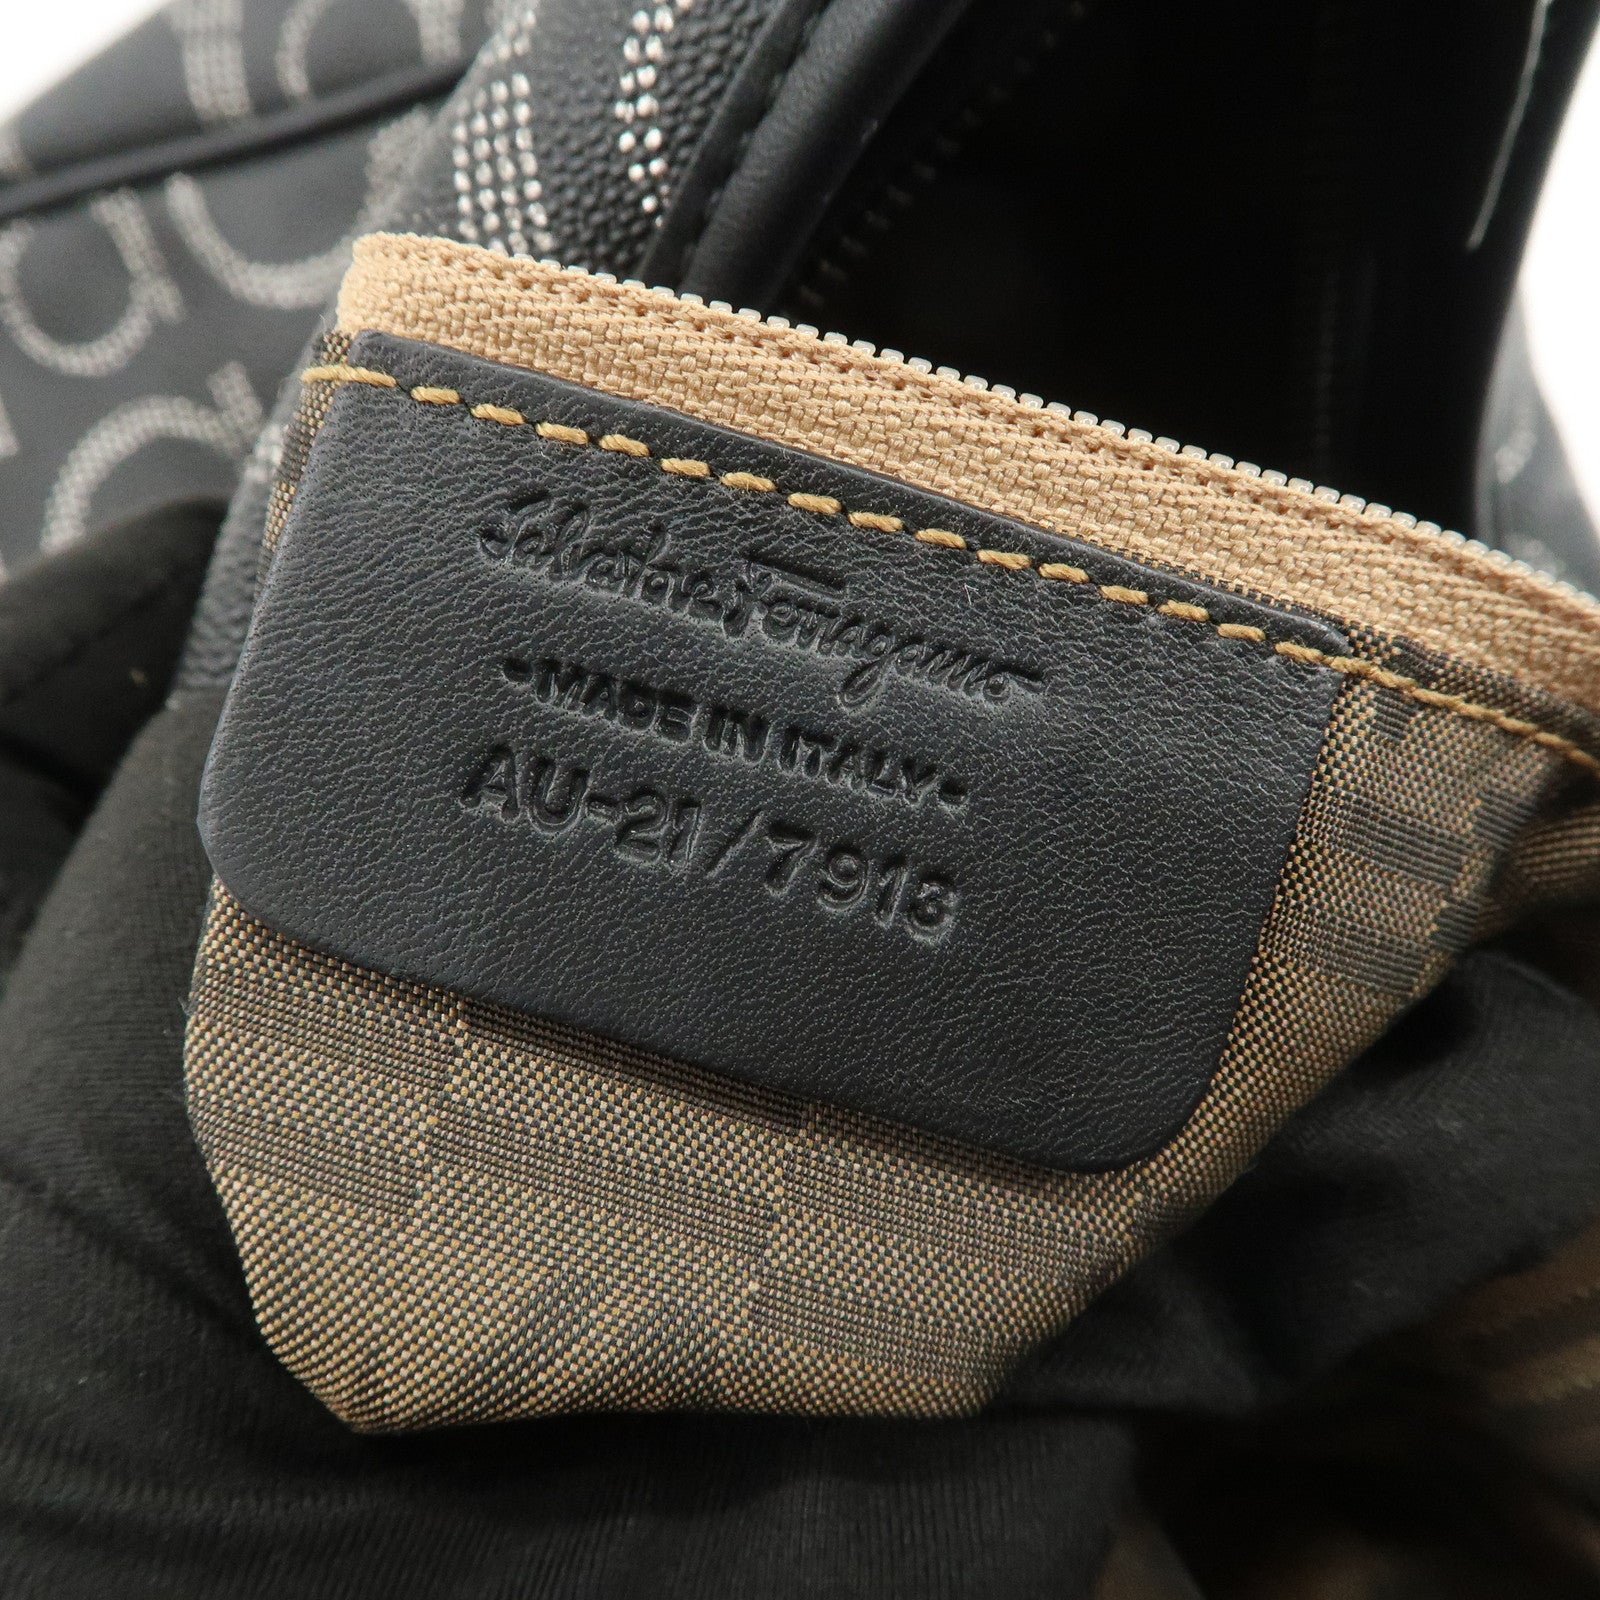 Salvatore Ferragamo
•MADE IN ITALY•
AU-21/7913